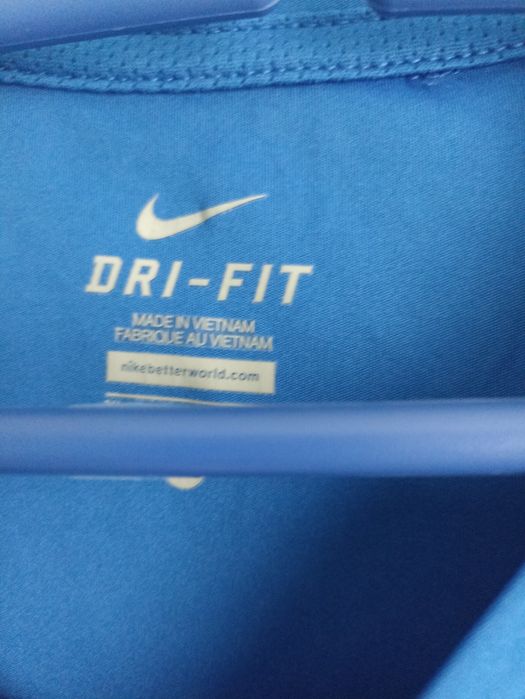 DRI-FIT
MADE IN VIETNAM
FABRIQUE AU VIETNAM
nikebetterworld.com